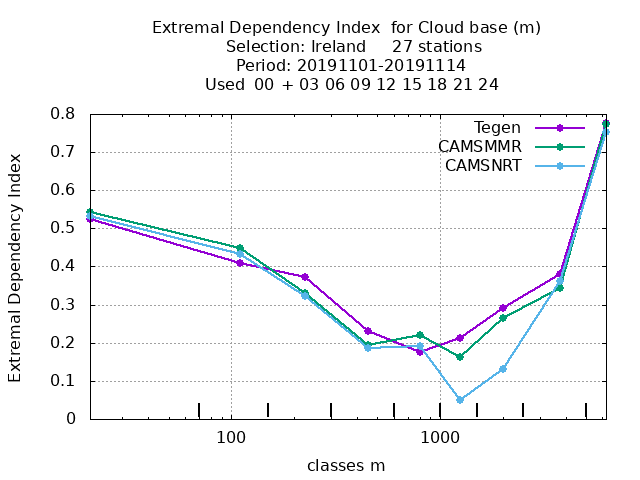 Extremal Dependency Index  for Cloud base (m)
Selection: Ireland     27 stations
Period: 20191101-20191114
Used  00 + 03 06 09 12 15 18 21 24
Tegen
CAMSMMR
CAMSNRT
Extremal Dependency Index
0.8
0.7
0.6
0.5
0.4
0.3
0.2
0.1
0
100
1000
classes m